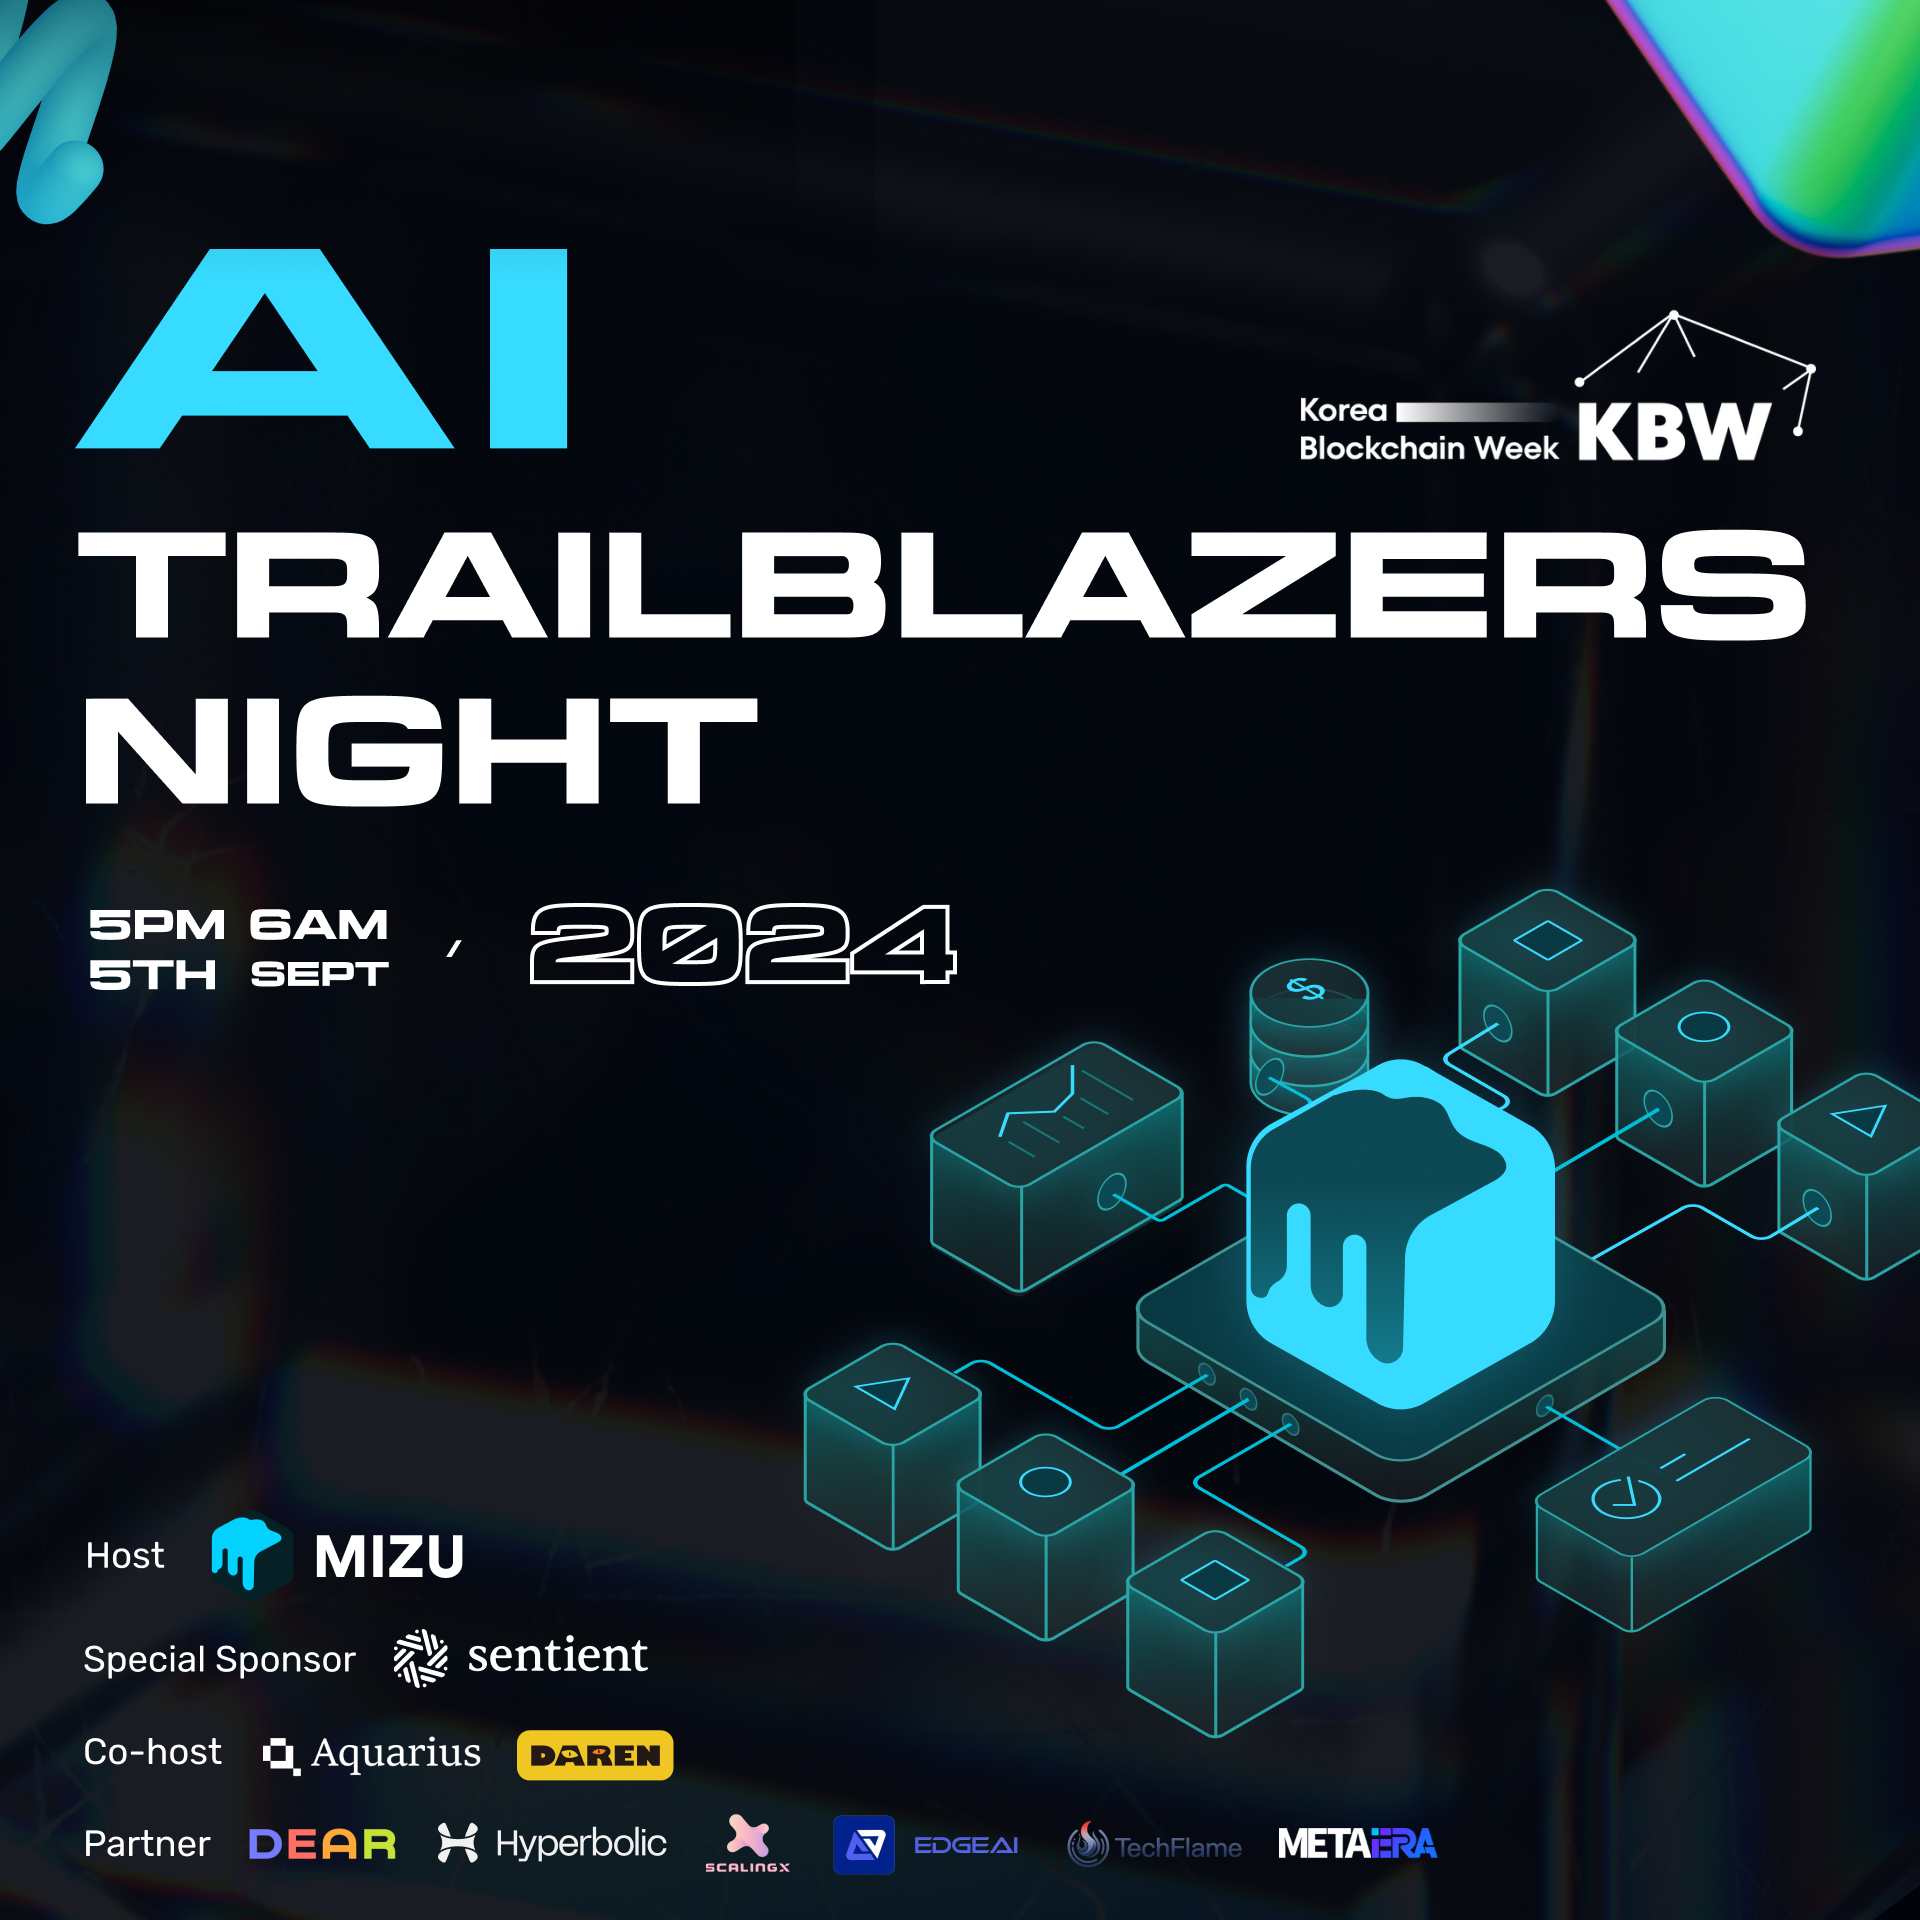 AI
Korea
Blockchain Week KBW
TRAILBLAZERS
NIGHT
5PM 6AM
5TH SEPT
, 2024
$
Host MIZU
Special Sponsor sentient
Co-host Aquarius DAREN
Partner DEAR Hyperbolic SCALINGX EDGEAI TechFlame METAERA